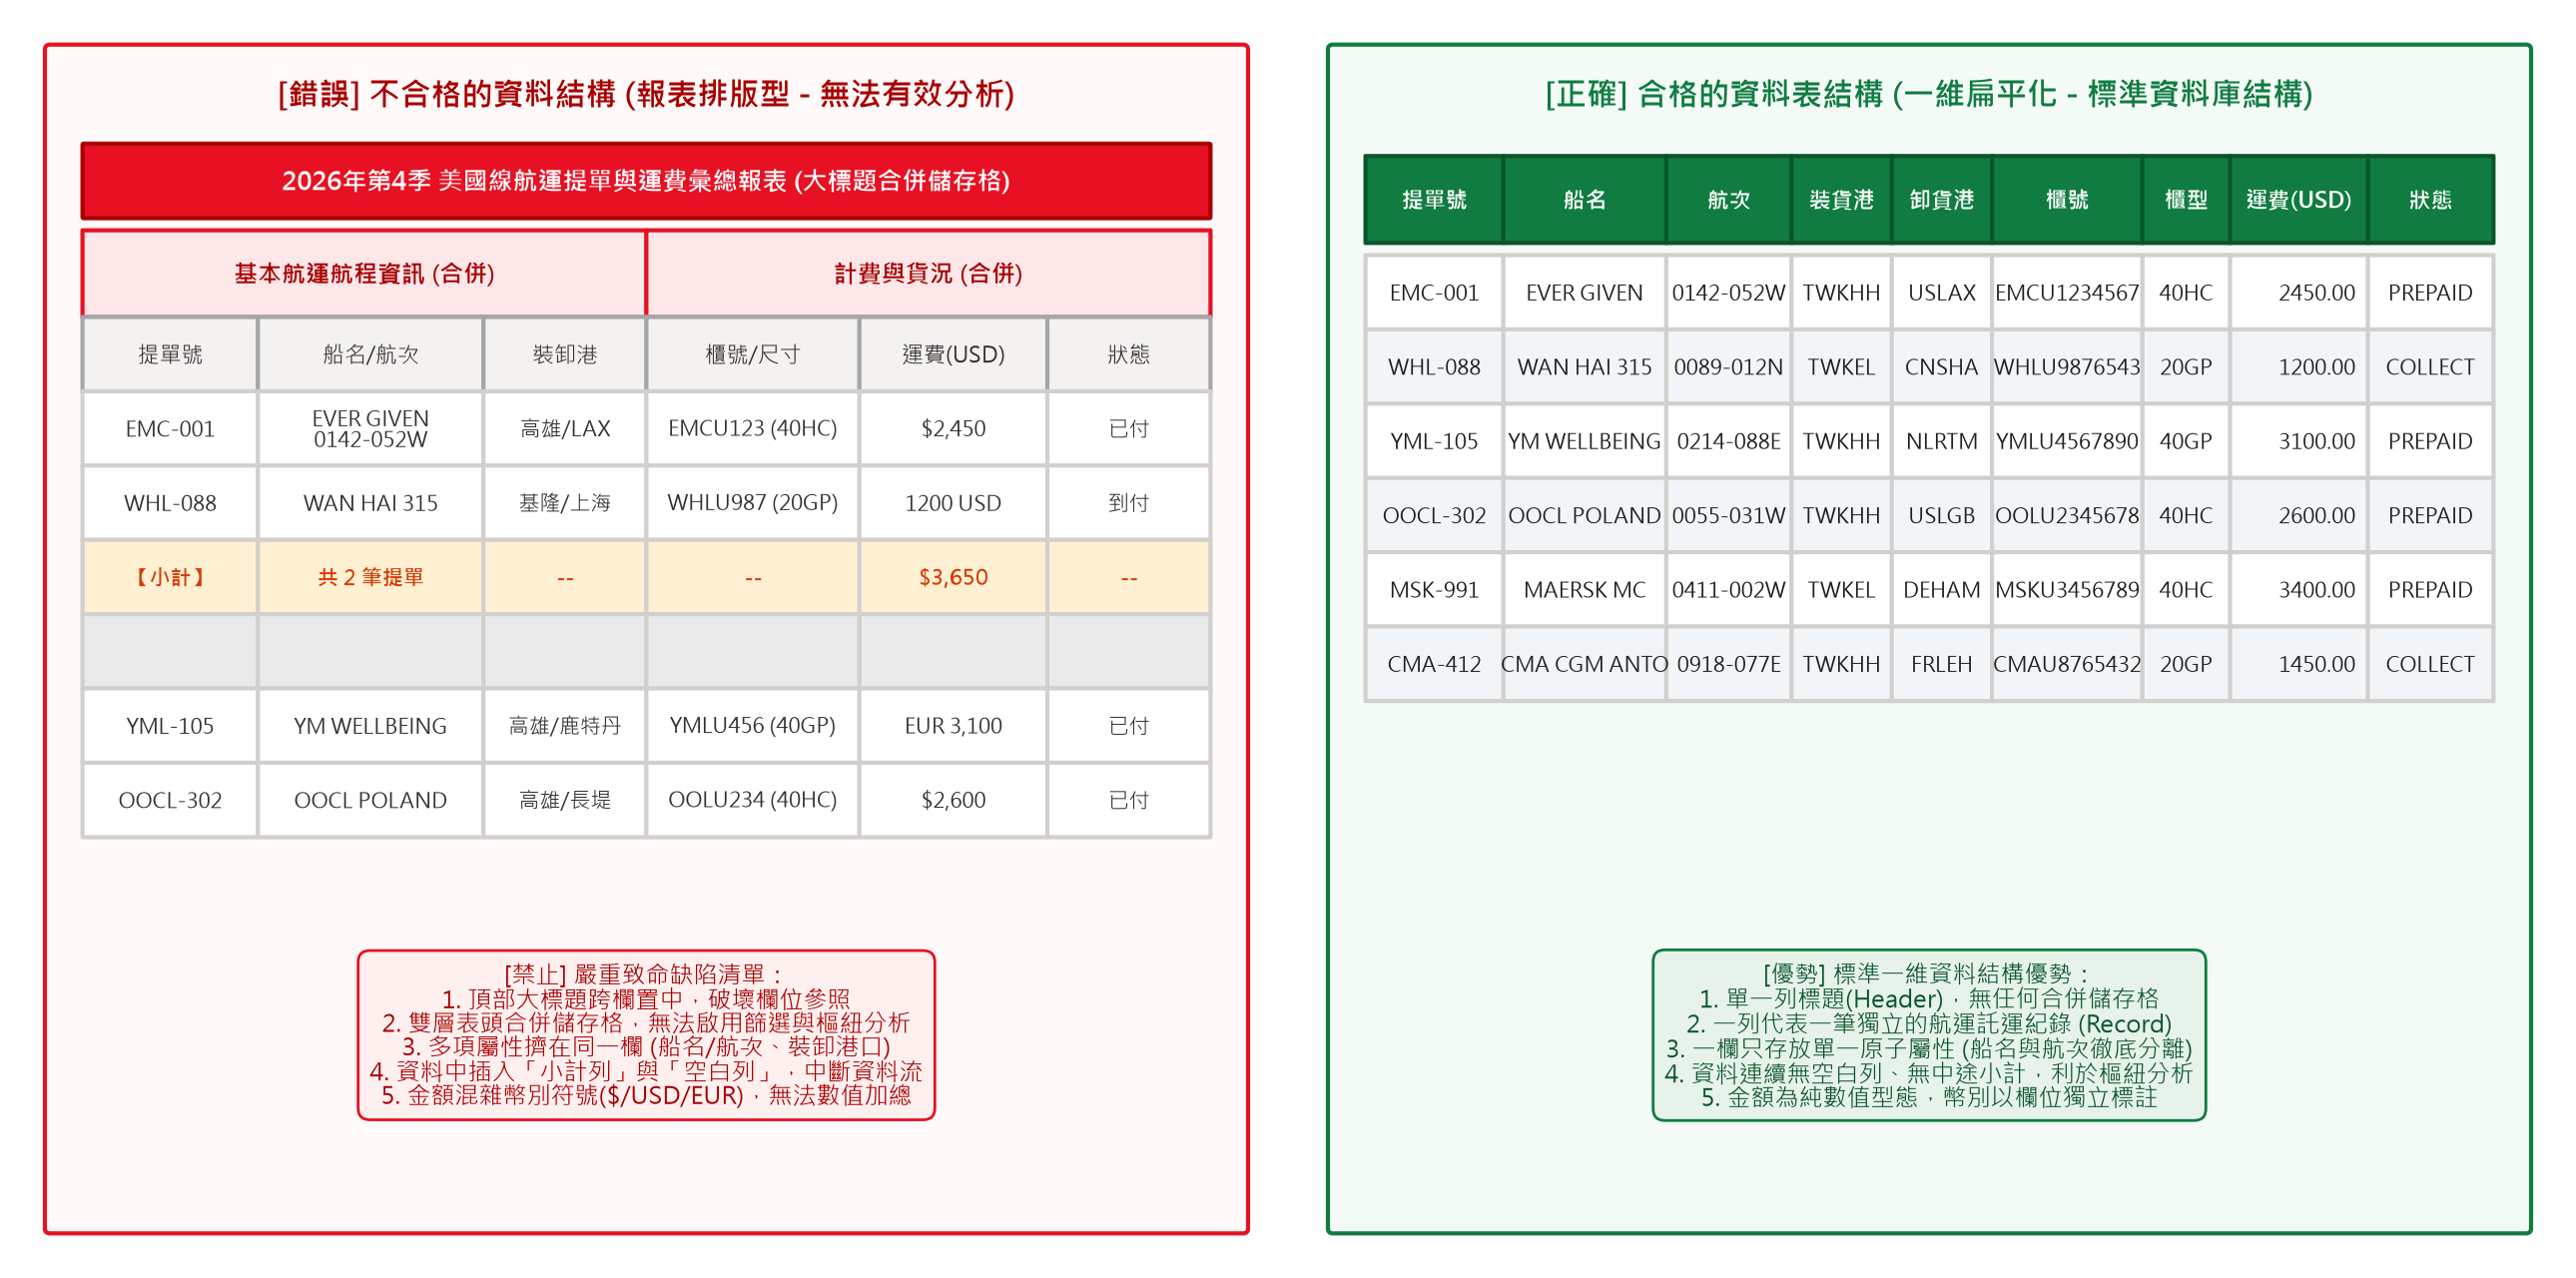 [錯誤] 不合格的資料結構 (報表排版型 - 無法有效分析)
2026年第4季 美國線航運提單與運費彙總報表 (大標題合併儲存格)
基本航運航程資訊 (合併) 計費與貨況 (合併)
提單號 船名/航次 裝卸港 櫃號/尺寸 運費(USD) 狀態
EMC-001 EVER GIVEN 0142-052W 高雄/LAX EMCU123 (40HC) $2,450 已付
WHL-088 WAN HAI 315 基隆/上海 WHLU987 (20GP) 1200 USD 到付
【小計】 共 2 筆提單 -- -- $3,650 --
YML-105 YM WELLBEING 高雄/鹿特丹 YMLU456 (40GP) EUR 3,100 已付
OOCL-302 OOCL POLAND 高雄/長堤 OOLU234 (40HC) $2,600 已付
[禁止] 嚴重致命缺陷清單：
1. 頂部大標題跨欄置中，破壞欄位參照
2. 雙層表頭合併儲存格，無法啟用篩選與樞紐分析
3. 多項屬性擠在同一欄 (船名/航次、裝卸港口)
4. 資料中插入「小計列」與「空白列」，中斷資料流
5. 金額混雜幣別符號($/USD/EUR)，無法數值加總
[正確] 合格的資料表結構 (一維扁平化 - 標準資料庫結構)
提單號 船名 航次 裝貨港 卸貨港 櫃號 櫃型 運費(USD) 狀態
EMC-001 EVER GIVEN 0142-052W TWKHH USLAX EMCU1234567 40HC 2450.00 PREPAID
WHL-088 WAN HAI 315 0089-012N TWKEL CNSHA WHLU9876543 20GP 1200.00 COLLECT
YML-105 YM WELLBEING 0214-088E TWKHH NLRTM YMLU4567890 40GP 3100.00 PREPAID
OOCL-302 OOCL POLAND 0055-031W TWKHH USLGB OOLU2345678 40HC 2600.00 PREPAID
MSK-991 MAERSK MC 0411-002W TWKEL DEHAM MSKU3456789 40HC 3400.00 PREPAID
CMA-412 CMA CGM ANTO 0918-077E TWKHH FRLEH CMAU8765432 20GP 1450.00 COLLECT
[優勢] 標準一維資料結構優勢：
1. 單一列標題(Header)，無任何合併儲存格
2. 一列代表一筆獨立的航運託運紀錄 (Record)
3. 一欄只存放單一原子屬性 (船名與航次徹底分離)
4. 資料連續無空白列、無中途小計，利於樞紐分析
5. 金額為純數值型態，幣別以欄位獨立標註